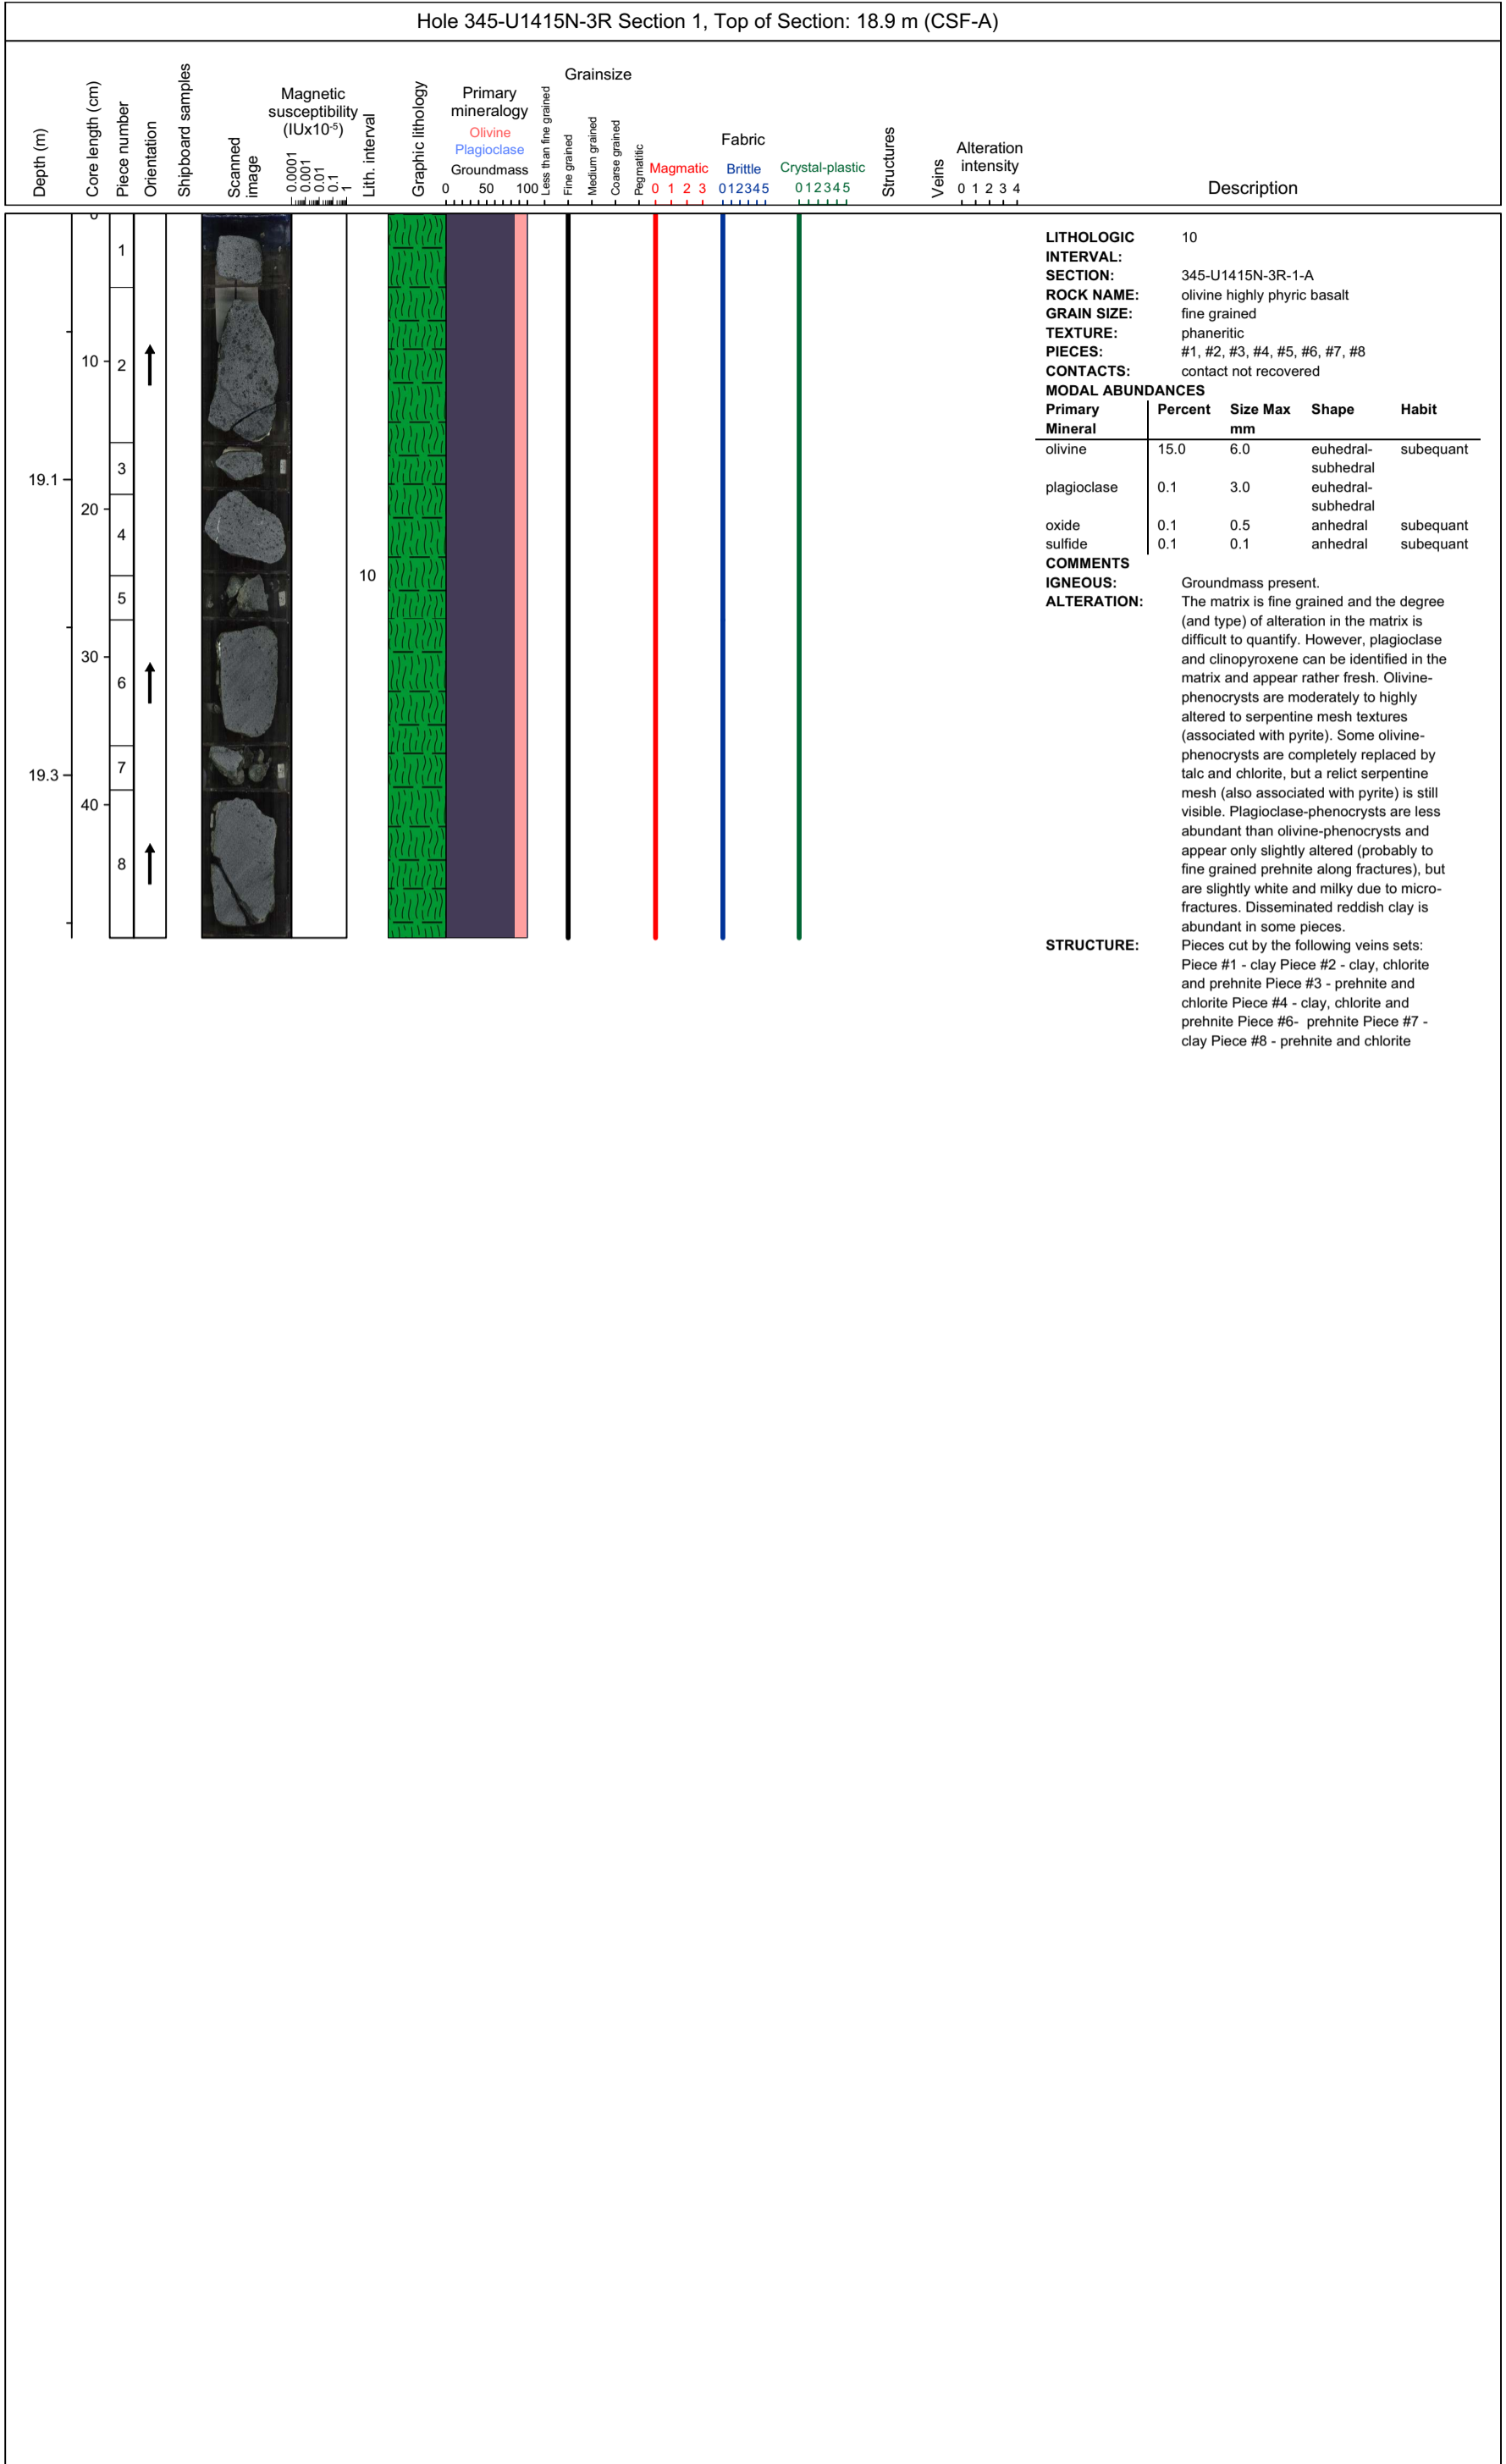 Hole 345-U1415N-3R Section 1, Top of Section: 18.9 m (CSF-A)
Depth (m)
Core length (cm)
Piece number
Orientation
Shipboard samples
Scanned
image
Magnetic
susceptibility
(IUx10-5)
0.0001
0.001
0.01
0.1
1
Lith. interval
Graphic lithology
Primary
mineralogy
Olivine
Plagioclase
Groundmass
0 50 100
Grainsize
Less than fine grained
Fine grained
Medium grained
Coarse grained
Pegmatitic
Fabric
Magmatic
0 1 2 3
Brittle
0 1 2 3 4 5
Crystal-plastic
0 1 2 3 4 5
Structures
Veins
Alteration
intensity
0 1 2 3 4
Description
0
10
20
30
40
19.1
19.3
1
2
3
4
5
6
7
8
10
LITHOLOGIC 10
INTERVAL:
SECTION: 345-U1415N-3R-1-A
ROCK NAME: olivine highly phyric basalt
GRAIN SIZE: fine grained
TEXTURE: phaneritic
PIECES: #1, #2, #3, #4, #5, #6, #7, #8
CONTACTS: contact not recovered
MODAL ABUNDANCES
Primary Percent Size Max Shape Habit
Mineral mm
olivine 15.0 6.0 euhedral- subequant
subhedral
plagioclase 0.1 3.0 euhedral-
subhedral
oxide 0.1 0.5 anhedral subequant
sulfide 0.1 0.1 anhedral subequant
COMMENTS
IGNEOUS: Groundmass present.
ALTERATION: The matrix is fine grained and the degree
(and type) of alteration in the matrix is
difficult to quantify. However, plagioclase
and clinopyroxene can be identified in the
matrix and appear rather fresh. Olivine-
phenocrysts are moderately to highly
altered to serpentine mesh textures
(associated with pyrite). Some olivine-
phenocrysts are completely replaced by
talc and chlorite, but a relict serpentine
mesh (also associated with pyrite) is still
visible. Plagioclase-phenocrysts are less
abundant than olivine-phenocrysts and
appear only slightly altered (probably to
fine grained prehnite along fractures), but
are slightly white and milky due to micro-
fractures. Disseminated reddish clay is
abundant in some pieces.
STRUCTURE: Pieces cut by the following veins sets:
Piece #1 - clay Piece #2 - clay, chlorite
and prehnite Piece #3 - prehnite and
chlorite Piece #4 - clay, chlorite and
prehnite Piece #6- prehnite Piece #7 -
clay Piece #8 - prehnite and chlorite